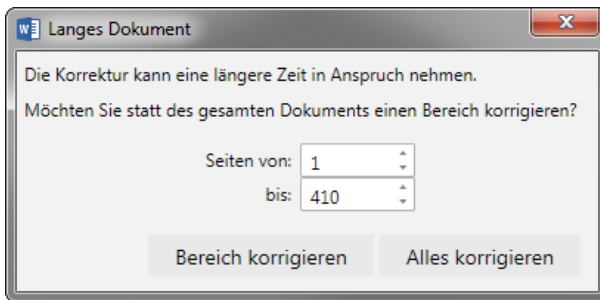 Langes Dokument
Die Korrektur kann eine längere Zeit in Anspruch nehmen.
Möchten Sie statt des gesamten Dokuments einen Bereich korrigieren?
Seiten von: 1
bis: 410
Bereich korrigieren Alles korrigieren